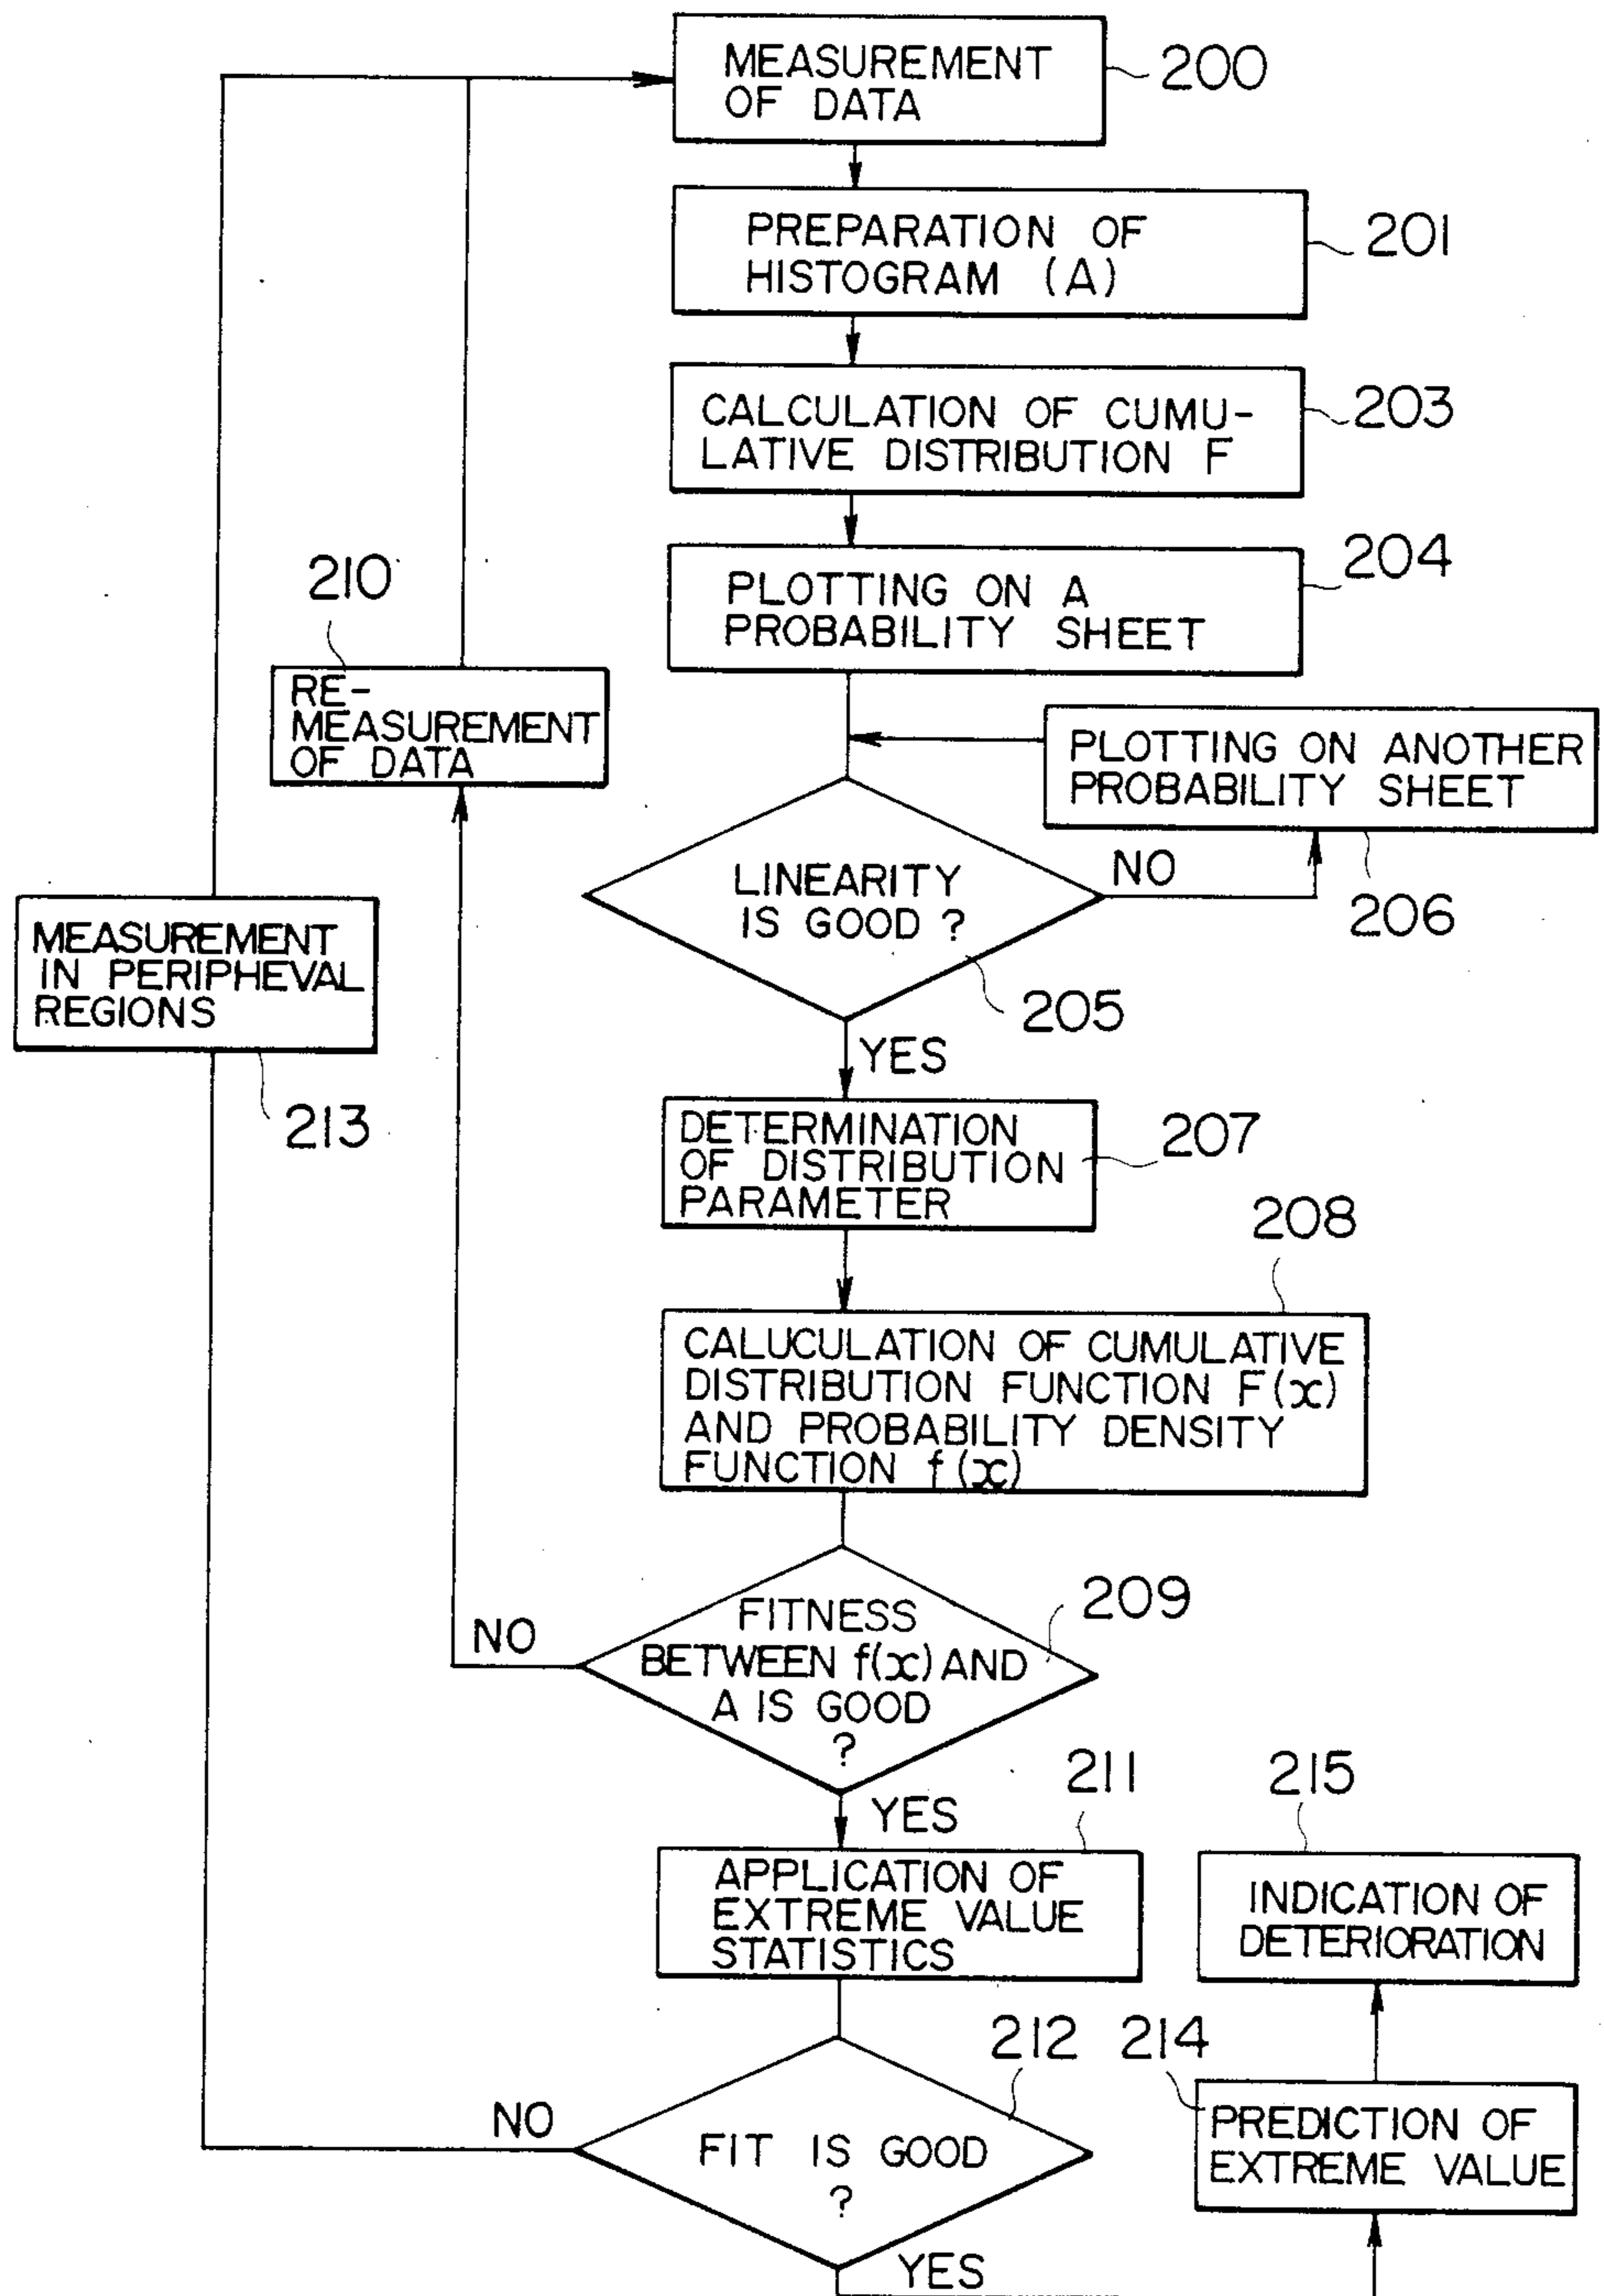 MEASUREMENT
OF DATA
200
PREPARATION OF
HISTOGRAM (A)
201
CALCULATION OF CUMU-
LATIVE DISTRIBUTION F
203
PLOTTING ON A
PROBABILITY SHEET
204
210
RE-
MEASUREMENT
OF DATA
PLOTTING ON ANOTHER
PROBABILITY SHEET
206
LINEARITY
IS GOOD ?
NO
205
YES
MEASUREMENT
IN PERIPHEVAL
REGIONS
213
DETERMINATION
OF DISTRIBUTION
PARAMETER
207
208
CALUCULATION OF CUMULATIVE
DISTRIBUTION FUNCTION F(x)
AND PROBABILITY DENSITY
FUNCTION f(x)
FITNESS
BETWEEN f(x) AND
A IS GOOD
?
209
NO
YES
211
APPLICATION OF
EXTREME VALUE
STATISTICS
215
INDICATION OF
DETERIORATION
212
FIT IS GOOD
?
NO
YES
214
PREDICTION OF
EXTREME VALUE